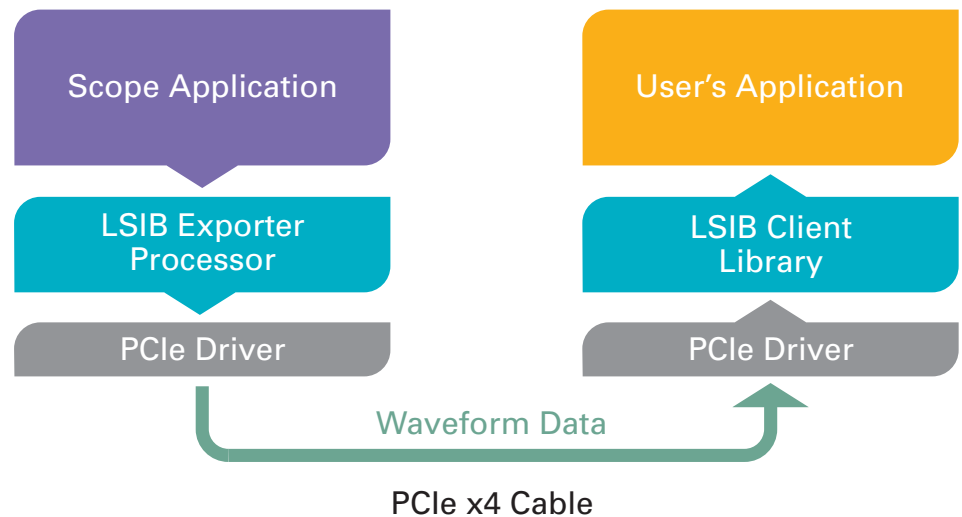 Scope Application
User's Application
LSIB Exporter
Processor
LSIB Client
Library
PCIe Driver
PCIe Driver
Waveform Data
PCIe x4 Cable